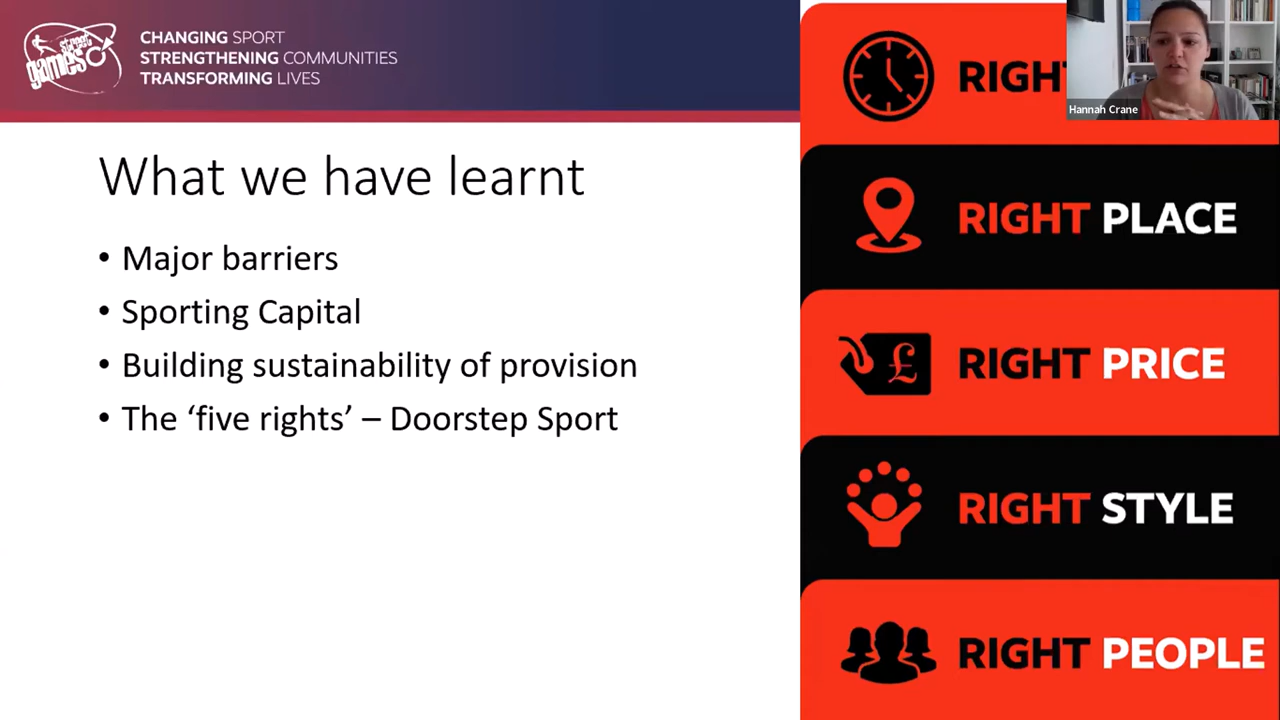 street
games
CHANGING SPORT
STRENGTHENING COMMUNITIES
TRANSFORMING LIVES
What we have learnt
• Major barriers
• Sporting Capital
• Building sustainability of provision
• The ‘five rights’ – Doorstep Sport
RIGHT
Hannah Crane
RIGHT PLACE
£
RIGHT PRICE
RIGHT STYLE
RIGHT PEOPLE